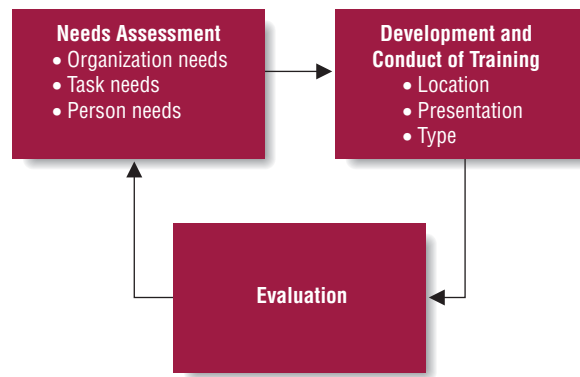 Needs Assessment
• Organization needs
• Task needs
• Person needs
Development and
Conduct of Training
• Location
• Presentation
• Type
Evaluation